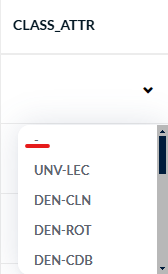 CLASS_ATTR
-
UNV-LEC
DEN-CLN
DEN-ROT
DEN-CDB